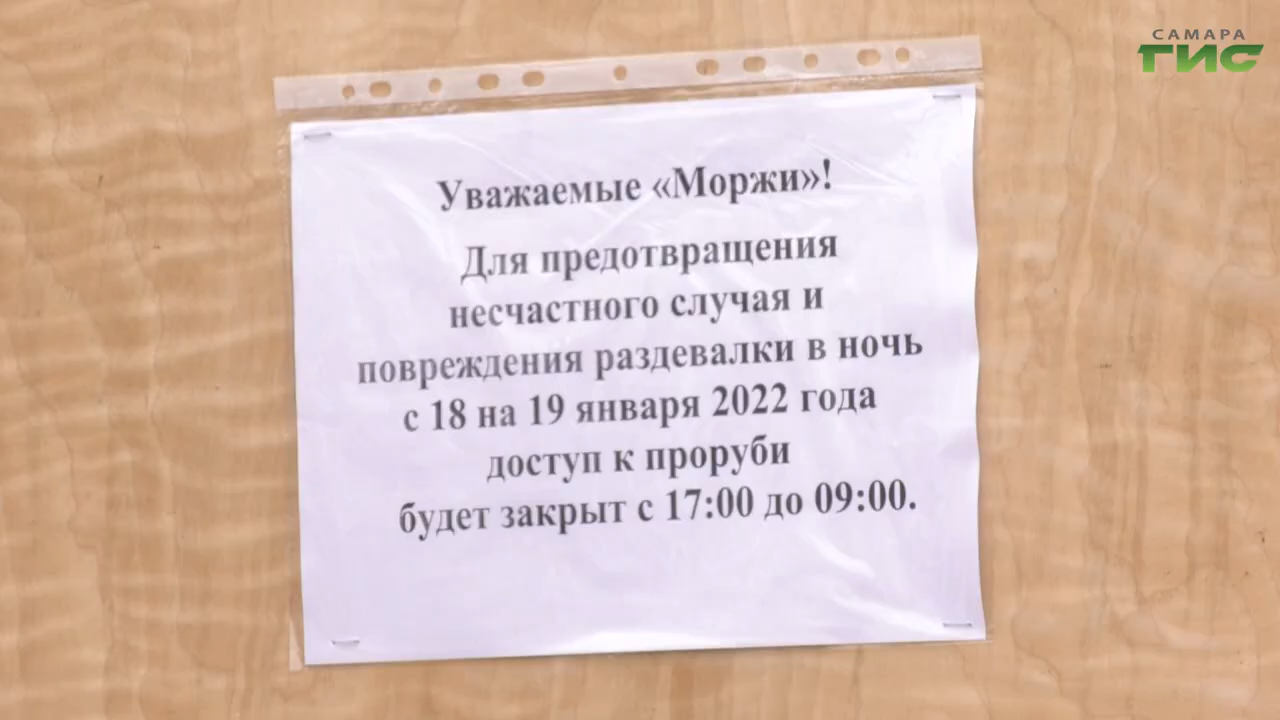 САМАРА
ГИС
Уважаемые «Моржи»!
Для предотвращения
несчастного случая и
повреждения раздевалки в ночь
с 18 на 19 января 2022 года
доступ к проруби
будет закрыт с 17:00 до 09:00.